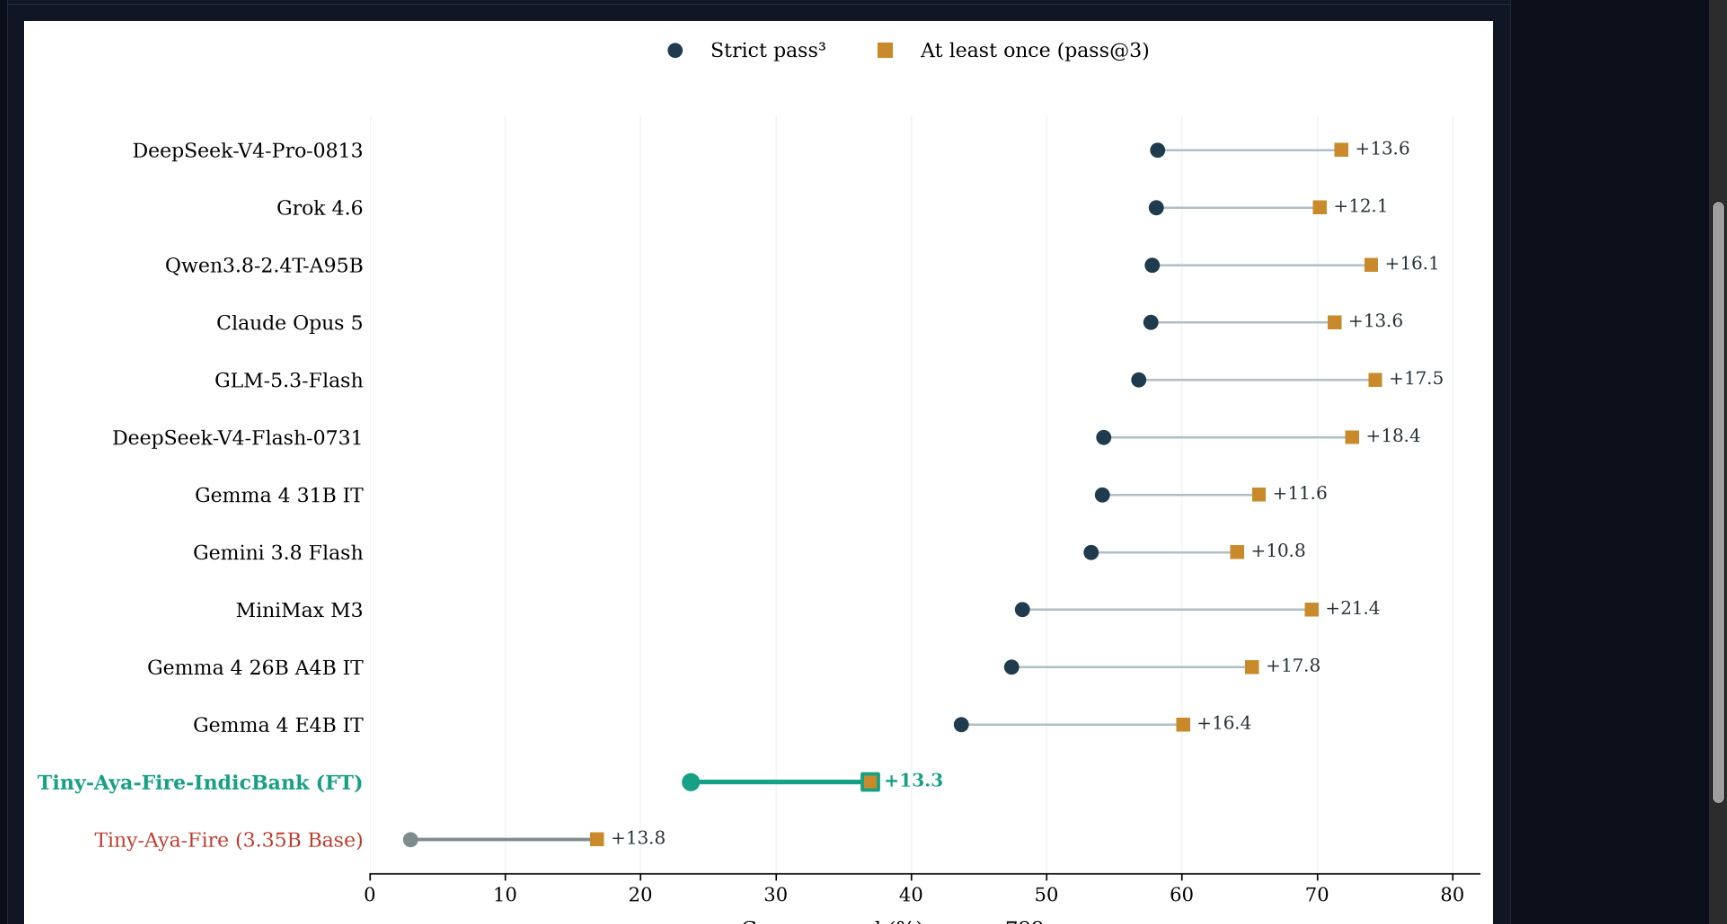 Strict pass³ At least once (pass@3)
DeepSeek-V4-Pro-0813 +13.6
Grok 4.6 +12.1
Qwen3.8-2.4T-A95B +16.1
Claude Opus 5 +13.6
GLM-5.3-Flash +17.5
DeepSeek-V4-Flash-0731 +18.4
Gemma 4 31B IT +11.6
Gemini 3.8 Flash +10.8
MiniMax M3 +21.4
Gemma 4 26B A4B IT +17.8
Gemma 4 E4B IT +16.4
Tiny-Aya-Fire-IndicBank (FT) +13.3
Tiny-Aya-Fire (3.35B Base) +13.8
0 10 20 30 40 50 60 70 80